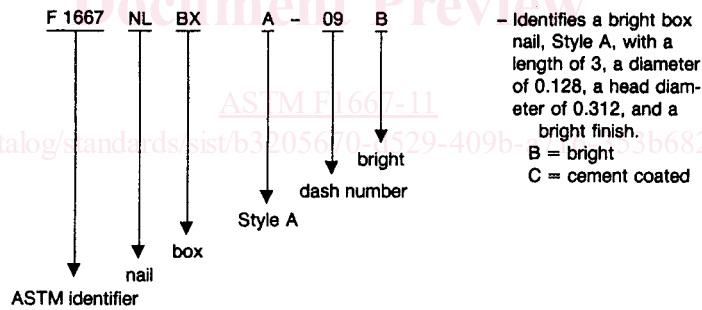 Document Preview
F 1667 NL BX A – 09 B
– Identifies a bright box
nail, Style A, with a
length of 3, a diameter
of 0.128, a head diam-
eter of 0.312, and a
bright finish.
B = bright
C = cement coated
ASTM F1667-11
bright
dash number
Style A
box
nail
ASTM identifier